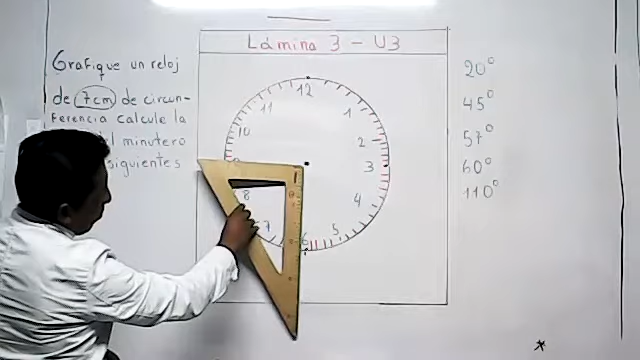 Lámina 3 - U3
Grafique un reloj
de 7cm de circun-
ferencia calcule la
del minutero
siguientes
12
1
2
3
4
5
6
7
8
10
11
20°
45°
57°
60°
110°